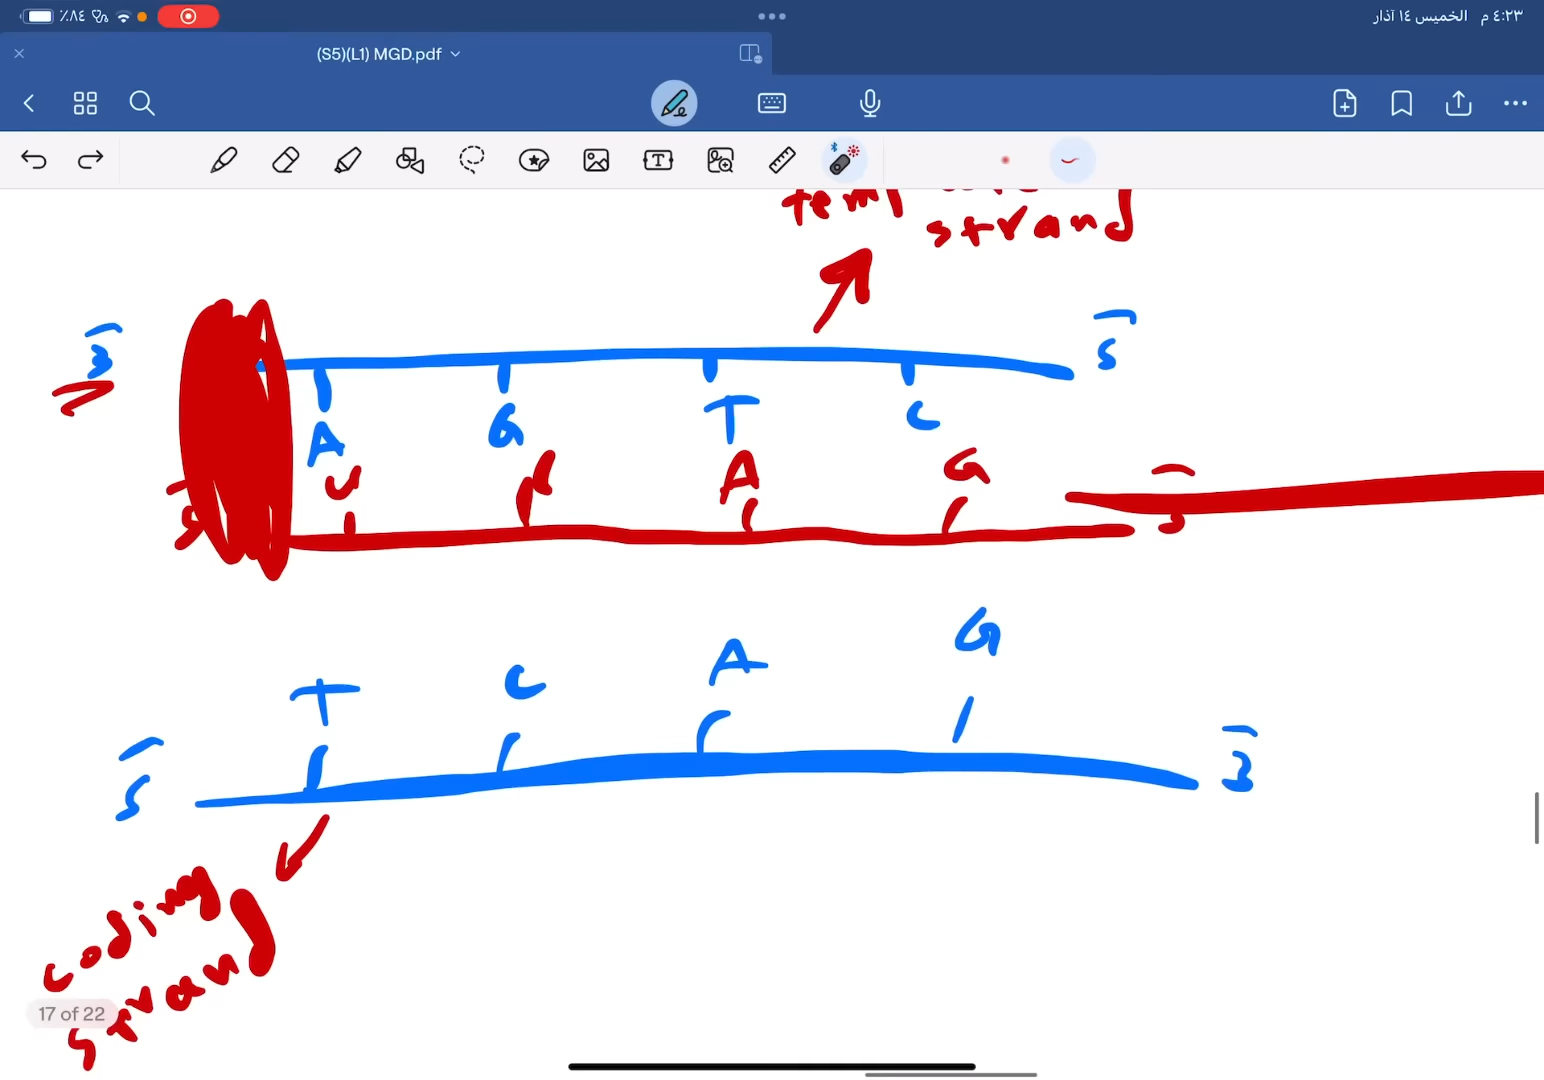 ٪٨٤
٤:٢٣ م الخميس ١٤ آذار
(S5)(L1) MGD.pdf
T
strand
3
5
A G T C
U A G
3
T C A G
5
3
coding
strand
17 of 22